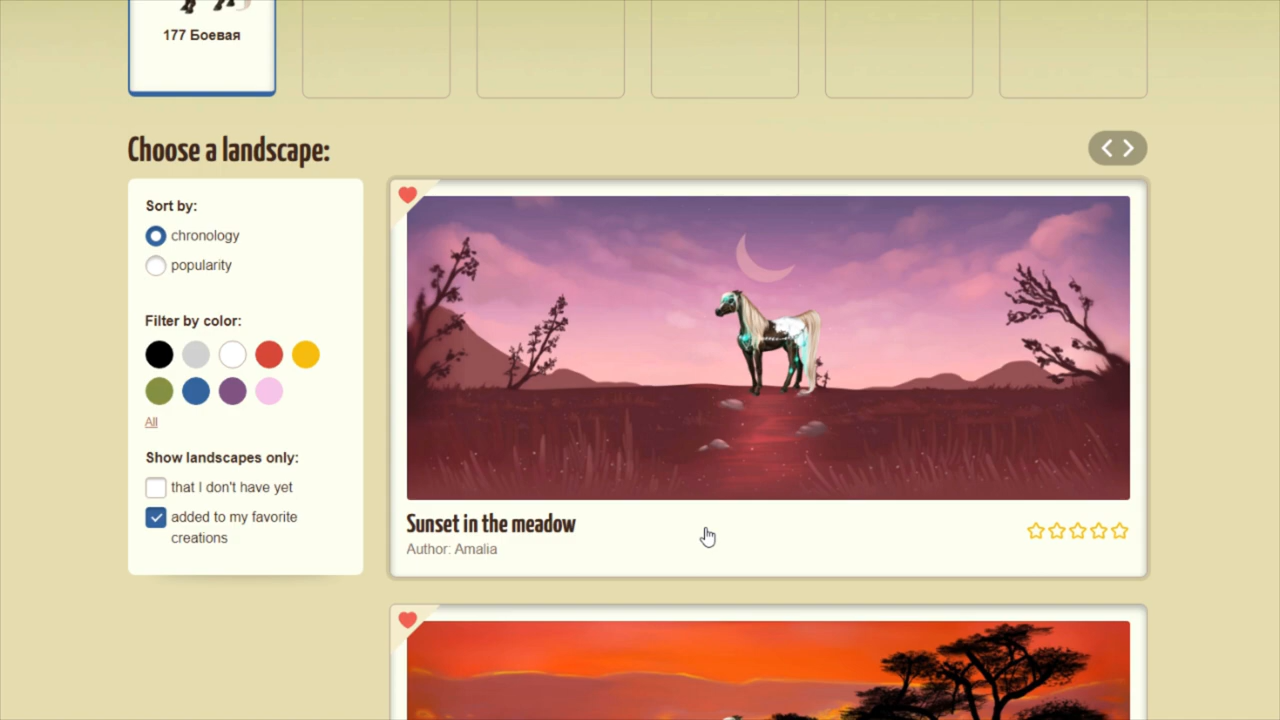 177 Боевая
Choose a landscape:
Sort by:
chronology
popularity
Filter by color:
All
Show landscapes only:
that I don't have yet
added to my favorite
creations
Sunset in the meadow
Author: Amalia